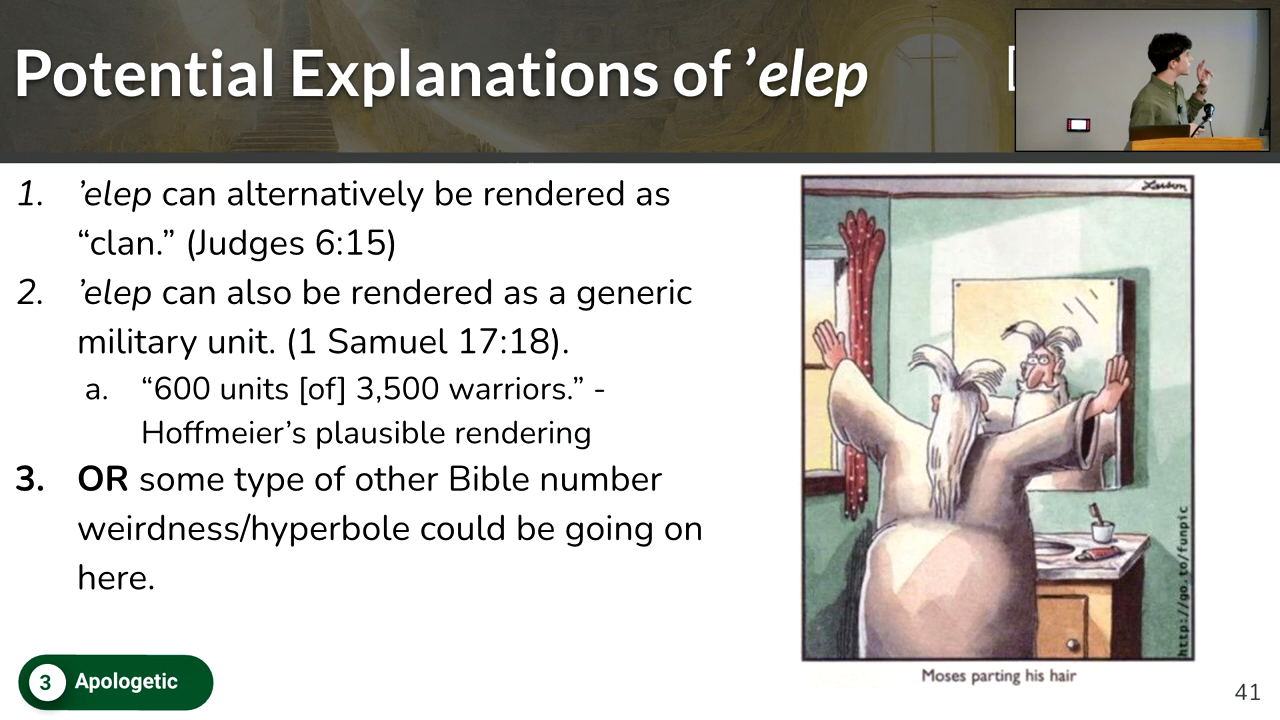 Potential Explanations of ’elep
[
1. ’elep can alternatively be rendered as
“clan.” (Judges 6:15)
2. ’elep can also be rendered as a generic
military unit. (1 Samuel 17:18).
a. “600 units [of] 3,500 warriors.” -
Hoffmeier’s plausible rendering
3. OR some type of other Bible number
weirdness/hyperbole could be going on
here.
Larson
http://go.to/funpic
Moses parting his hair
3 Apologetic
41